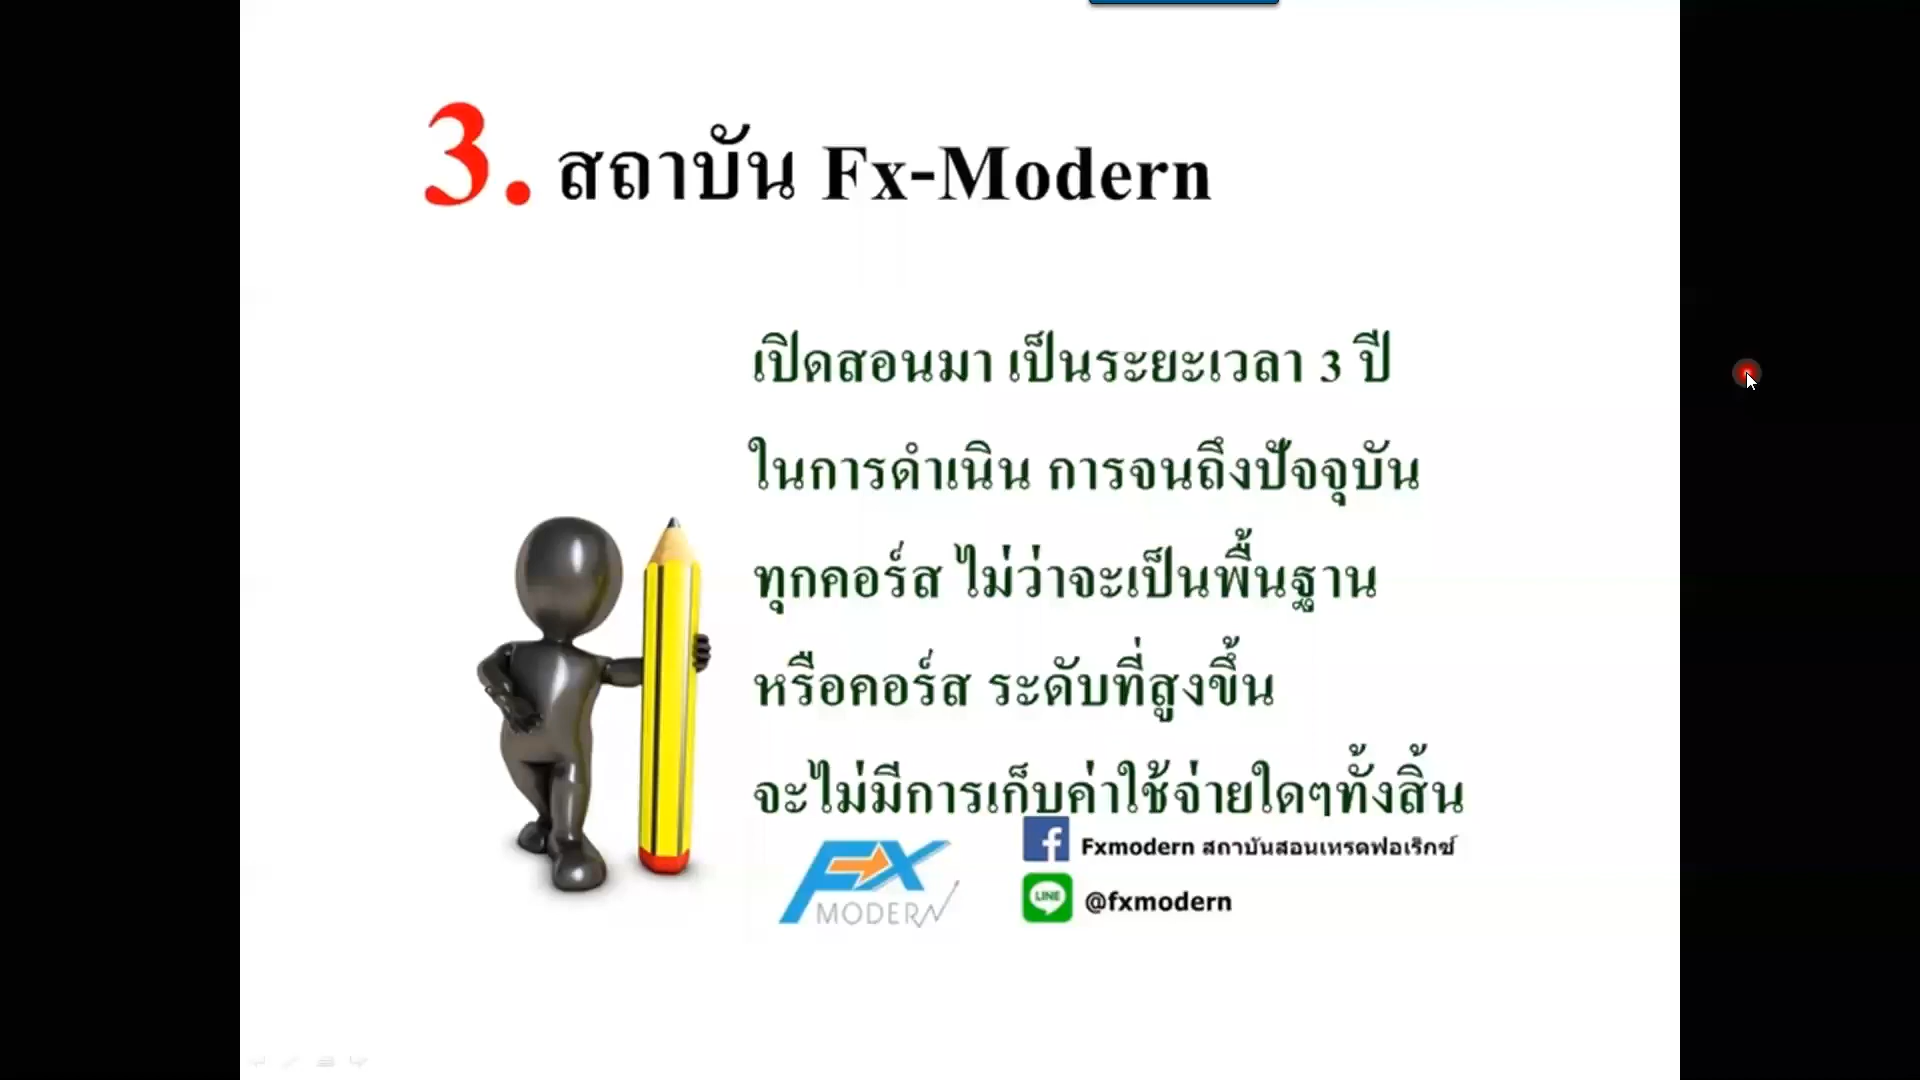 3. สถาบัน Fx-Modern
เปิดสอนมา เป็นระยะเวลา 3 ปี
ในการดำเนิน การจนถึงปัจจุบัน
ทุกคอร์ส ไม่ว่าจะเป็นพื้นฐาน
หรือคอร์ส ระดับที่สูงขึ้น
จะไม่มีการเก็บค่าใช้จ่ายใดๆทั้งสิ้น
FX
MODERN
Fxmodern สถาบันสอนเทรดฟอเร็กซ์
LINE
@fxmodern